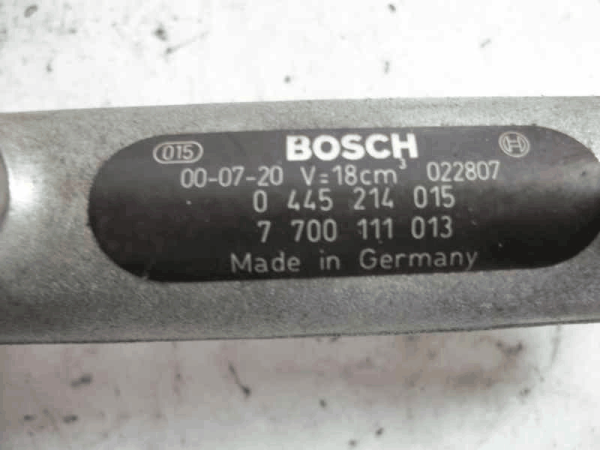 015 BOSCH
00-07-20 V=18cm³ 022807
0 445 214 015
7 700 111 013
Made in Germany